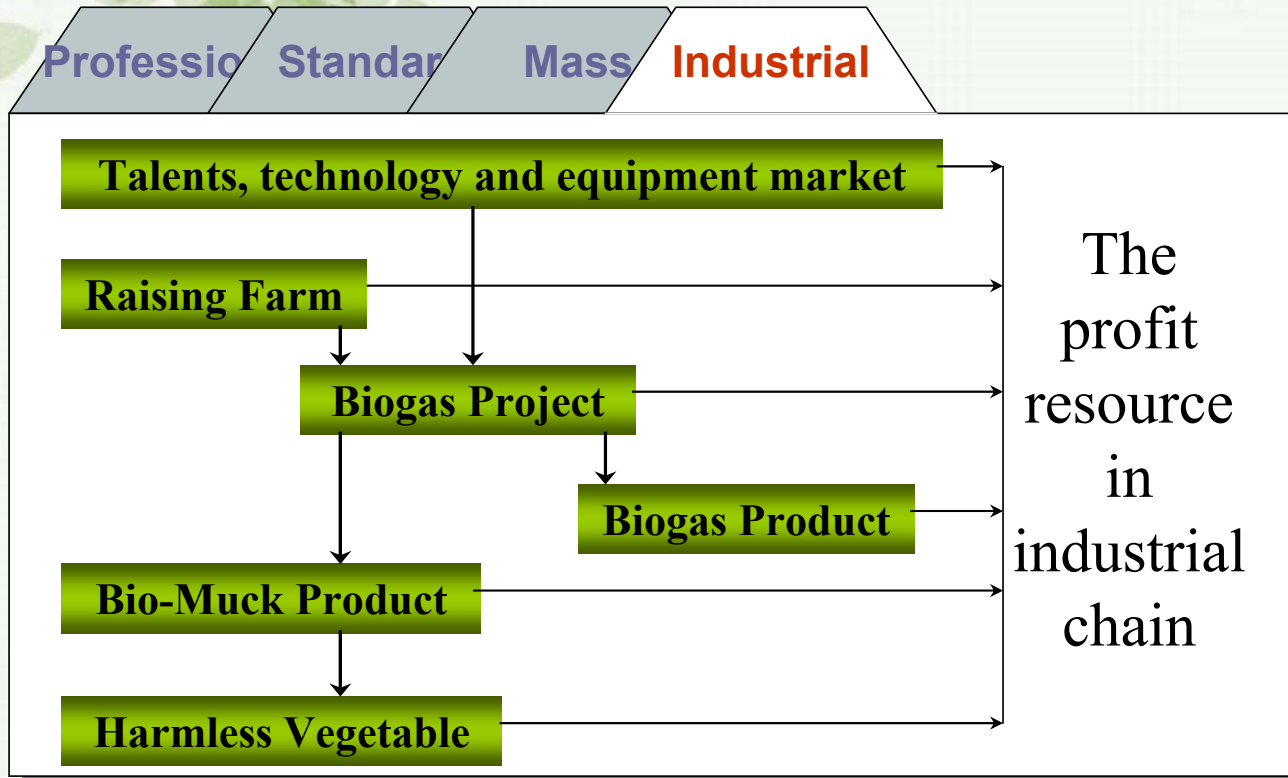 Professio
Standar
Mass
Industrial
Talents, technology and equipment market
Raising Farm
Biogas Project
Biogas Product
Bio-Muck Product
Harmless Vegetable
The
profit
resource
in
industrial
chain